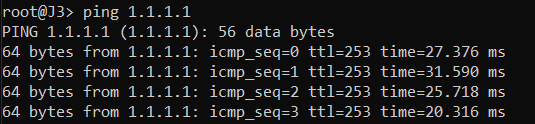 root@J3> ping 1.1.1.1
PING 1.1.1.1 (1.1.1.1): 56 data bytes
64 bytes from 1.1.1.1: icmp_seq=0 ttl=253 time=27.376 ms
64 bytes from 1.1.1.1: icmp_seq=1 ttl=253 time=31.590 ms
64 bytes from 1.1.1.1: icmp_seq=2 ttl=253 time=25.718 ms
64 bytes from 1.1.1.1: icmp_seq=3 ttl=253 time=20.316 ms